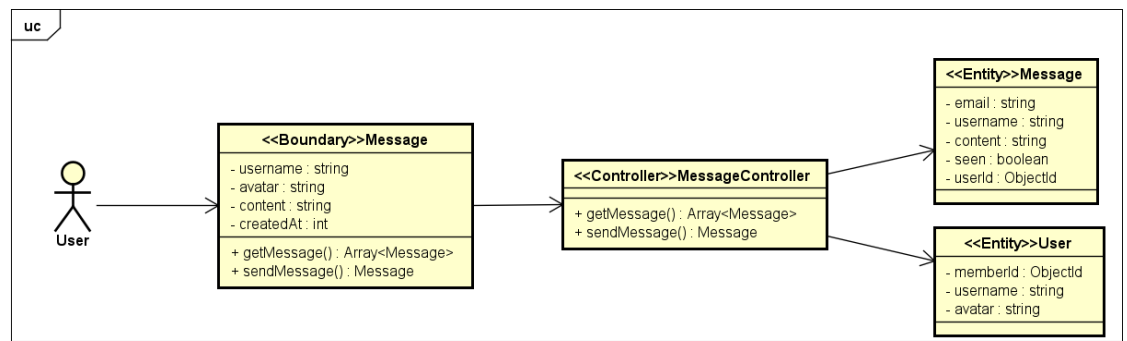 uc
User
<<Boundary>>Message
- username : string
- avatar : string
- content : string
- createdAt : int
+ getMessage() : Array<Message>
+ sendMessage() : Message
<<Controller>>MessageController
+ getMessage() : Array<Message>
+ sendMessage() : Message
<<Entity>>Message
- email : string
- username : string
- content : string
- seen : boolean
- userId : ObjectId
<<Entity>>User
- memberId : ObjectId
- username : string
- avatar : string